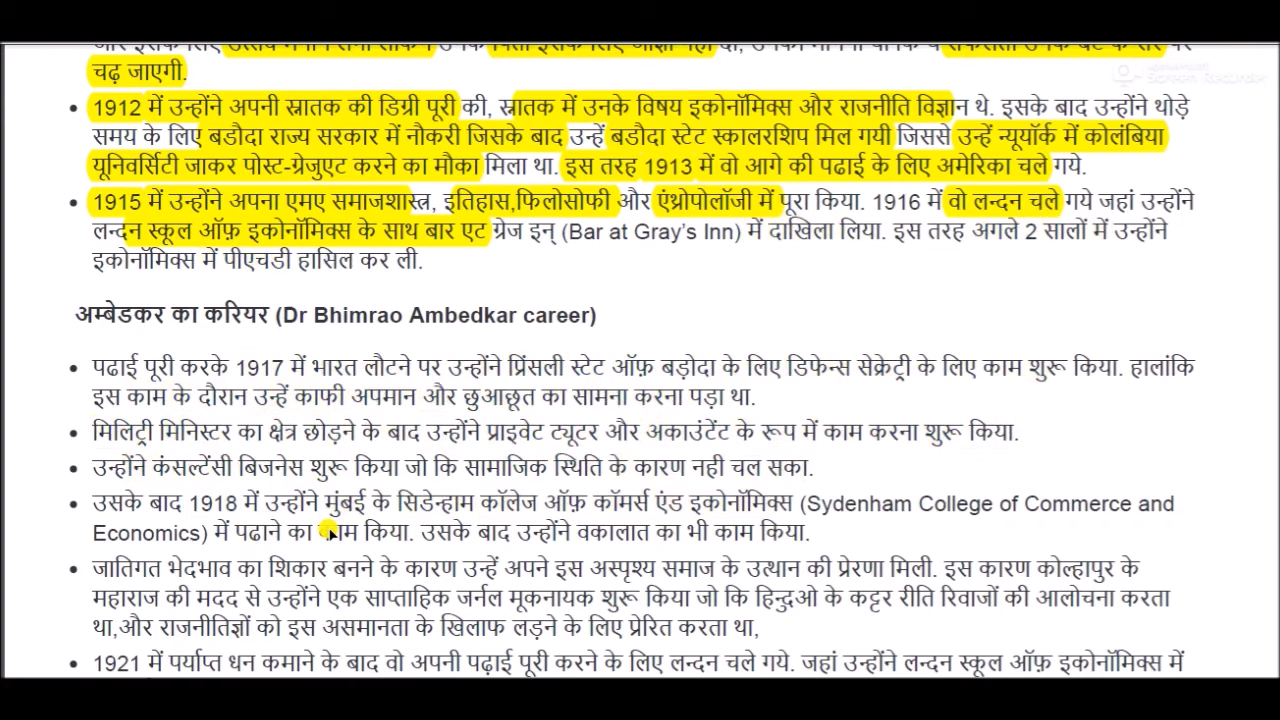 चढ़ जाएगी.
1912 में उन्होंने अपनी स्नातक की डिग्री पूरी की, स्नातक में उनके विषय इकोनॉमिक्स और राजनीति विज्ञान थे. इसके बाद उन्होंने थोड़े
समय के लिए बडौदा राज्य सरकार में नौकरी जिसके बाद उन्हें बडौदा स्टेट स्कालरशिप मिल गयी जिससे उन्हें न्यूयॉर्क में कोलंबिया
यूनिवर्सिटी जाकर पोस्ट-ग्रेजुएट करने का मौका मिला था. इस तरह 1913 में वो आगे की पढाई के लिए अमेरिका चले गये.
1915 में उन्होंने अपना एमए समाजशास्त्र, इतिहास,फिलोसोफी और एंथ्रोपोलॉजी में पूरा किया. 1916 में वो लन्दन चले गये जहां उन्होंने
लन्दन स्कूल ऑफ़ इकोनॉमिक्स के साथ बार एट ग्रेज इन् (Bar at Gray's Inn) में दाखिला लिया. इस तरह अगले 2 सालों में उन्होंने
इकोनॉमिक्स में पीएचडी हासिल कर ली.
अम्बेडकर का करियर (Dr Bhimrao Ambedkar career)
पढाई पूरी करके 1917 में भारत लौटने पर उन्होंने प्रिंसली स्टेट ऑफ़ बड़ोदा के लिए डिफेन्स सेक्रेट्री के लिए काम शुरू किया. हालांकि
इस काम के दौरान उन्हें काफी अपमान और छुआछूत का सामना करना पड़ा था.
मिलिट्री मिनिस्टर का क्षेत्र छोड़ने के बाद उन्होंने प्राइवेट ट्यूटर और अकाउंटेंट के रूप में काम करना शुरू किया.
उन्होंने कंसल्टेंसी बिजनेस शुरू किया जो कि सामाजिक स्थिति के कारण नही चल सका.
उसके बाद 1918 में उन्होंने मुंबई के सिडेन्हाम कॉलेज ऑफ़ कॉमर्स एंड इकोनॉमिक्स (Sydenham College of Commerce and
Economics) में पढाने का काम किया. उसके बाद उन्होंने वकालात का भी काम किया.
जातिगत भेदभाव का शिकार बनने के कारण उन्हें अपने इस अस्पृश्य समाज के उत्थान की प्रेरणा मिली. इस कारण कोल्हापुर के
महाराज की मदद से उन्होंने एक साप्ताहिक जर्नल मूकनायक शुरू किया जो कि हिन्दुओ के कट्टर रीति रिवाजों की आलोचना करता
था,और राजनीतिज्ञों को इस असमानता के खिलाफ लड़ने के लिए प्रेरित करता था,
1921 में पर्याप्त धन कमाने के बाद वो अपनी पढ़ाई पूरी करने के लिए लन्दन चले गये. जहां उन्होंने लन्दन स्कूल ऑफ़ इकोनॉमिक्स में